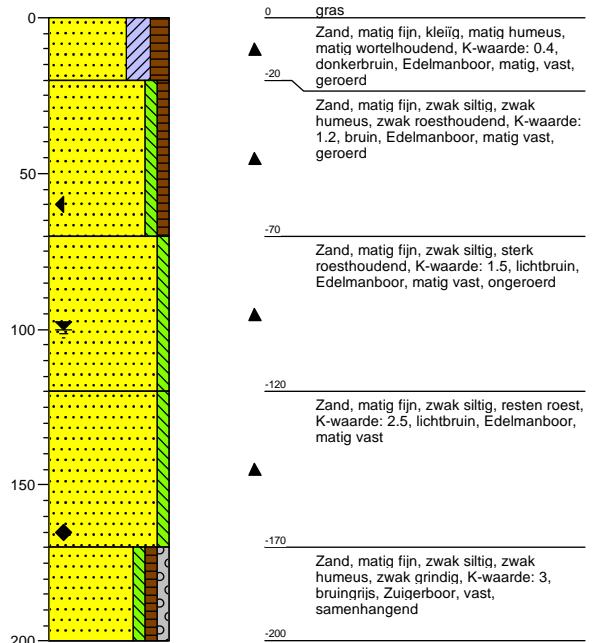 0
50
100
150
200
0
gras
Zand, matig fijn, kleiïg, matig humeus,
matig wortelhoudend, K-waarde: 0.4,
donkerbruin, Edelmanboor, matig, vast,
geroerd
-20
Zand, matig fijn, zwak siltig, zwak
humeus, zwak roesthoudend, K-waarde:
1.2, bruin, Edelmanboor, matig vast,
geroerd
-70
Zand, matig fijn, zwak siltig, sterk
roesthoudend, K-waarde: 1.5, lichtbruin,
Edelmanboor, matig vast, ongeroerd
-120
Zand, matig fijn, zwak siltig, resten roest,
K-waarde: 2.5, lichtbruin, Edelmanboor,
matig vast
-170
Zand, matig fijn, zwak siltig, zwak
humeus, zwak grindig, K-waarde: 3,
bruingrijs, Zuigerboor, vast,
samenhangend
-200